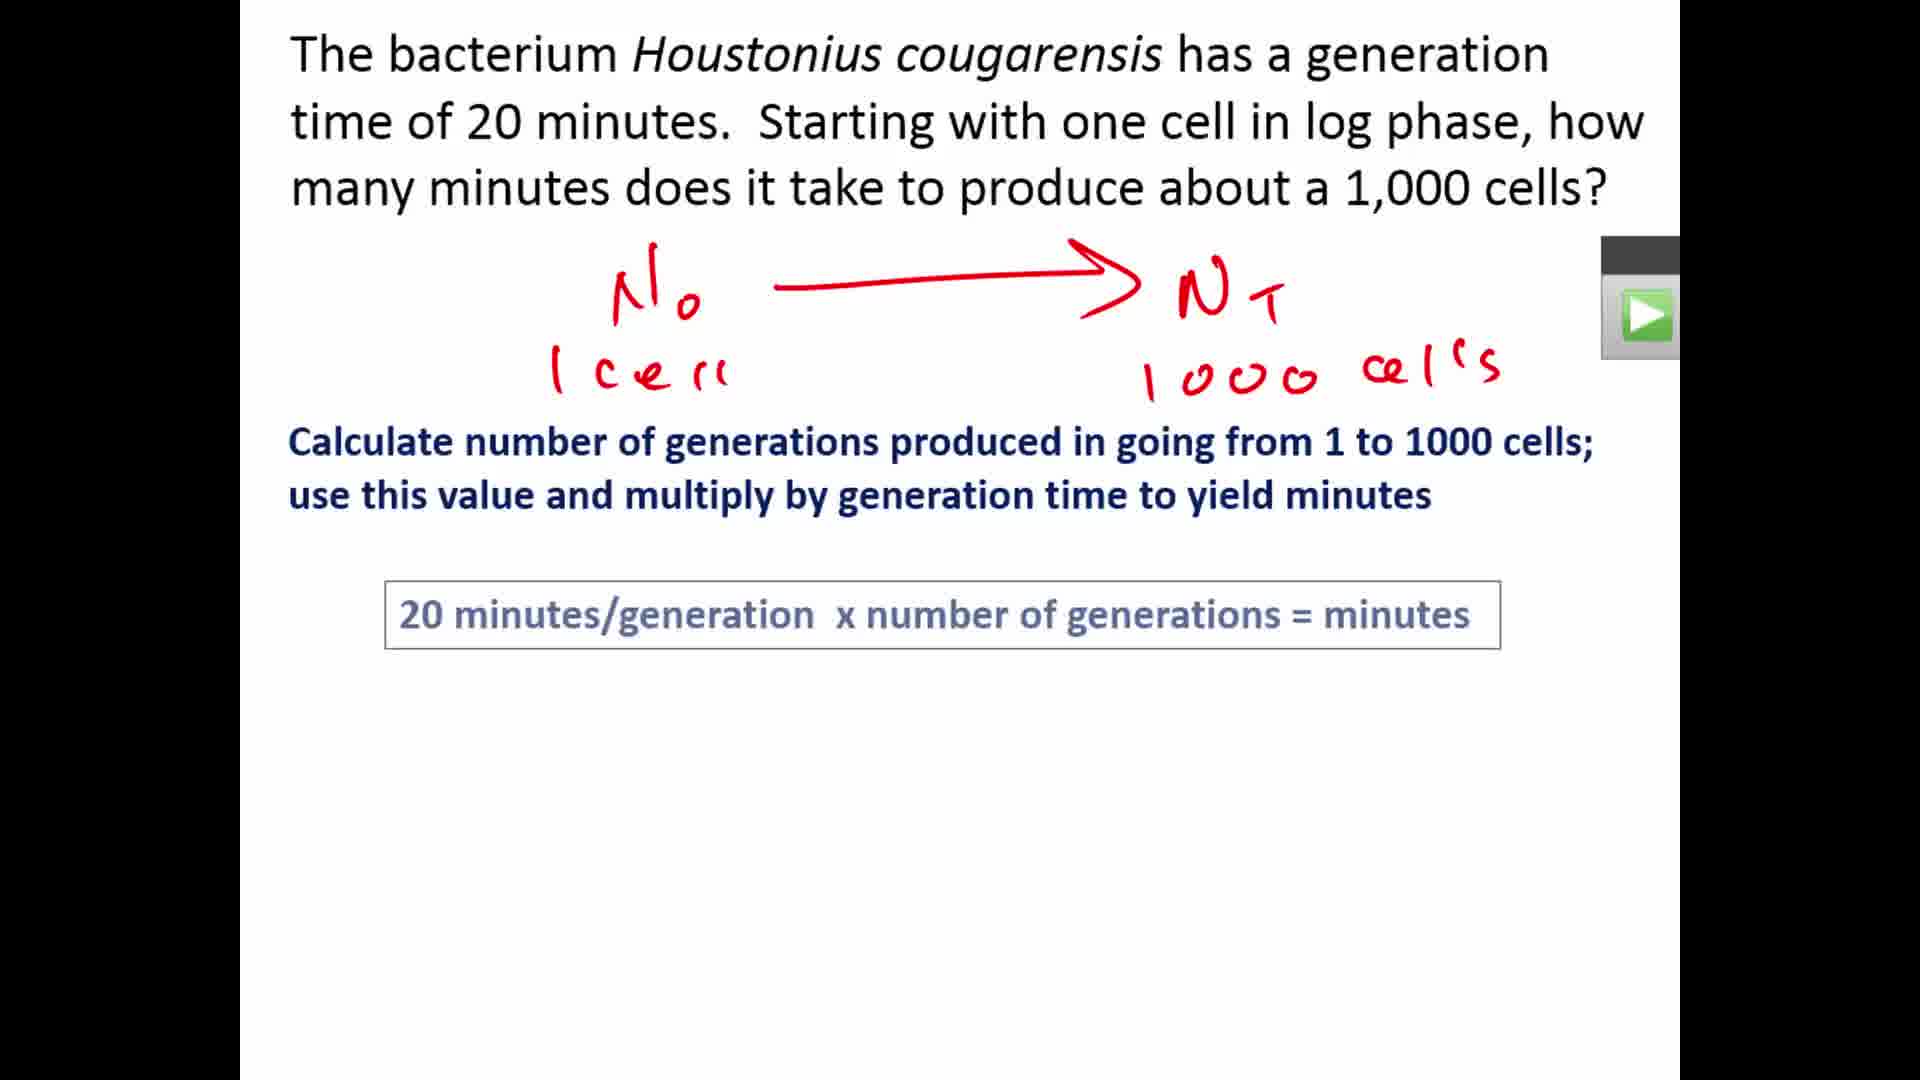 The bacterium Houstonius cougarensis has a generation
time of 20 minutes.  Starting with one cell in log phase, how
many minutes does it take to produce about a 1,000 cells?
N₀ → N_T
1 cell 1000 cells
Calculate number of generations produced in going from 1 to 1000 cells;
use this value and multiply by generation time to yield minutes
20 minutes/generation  x number of generations = minutes